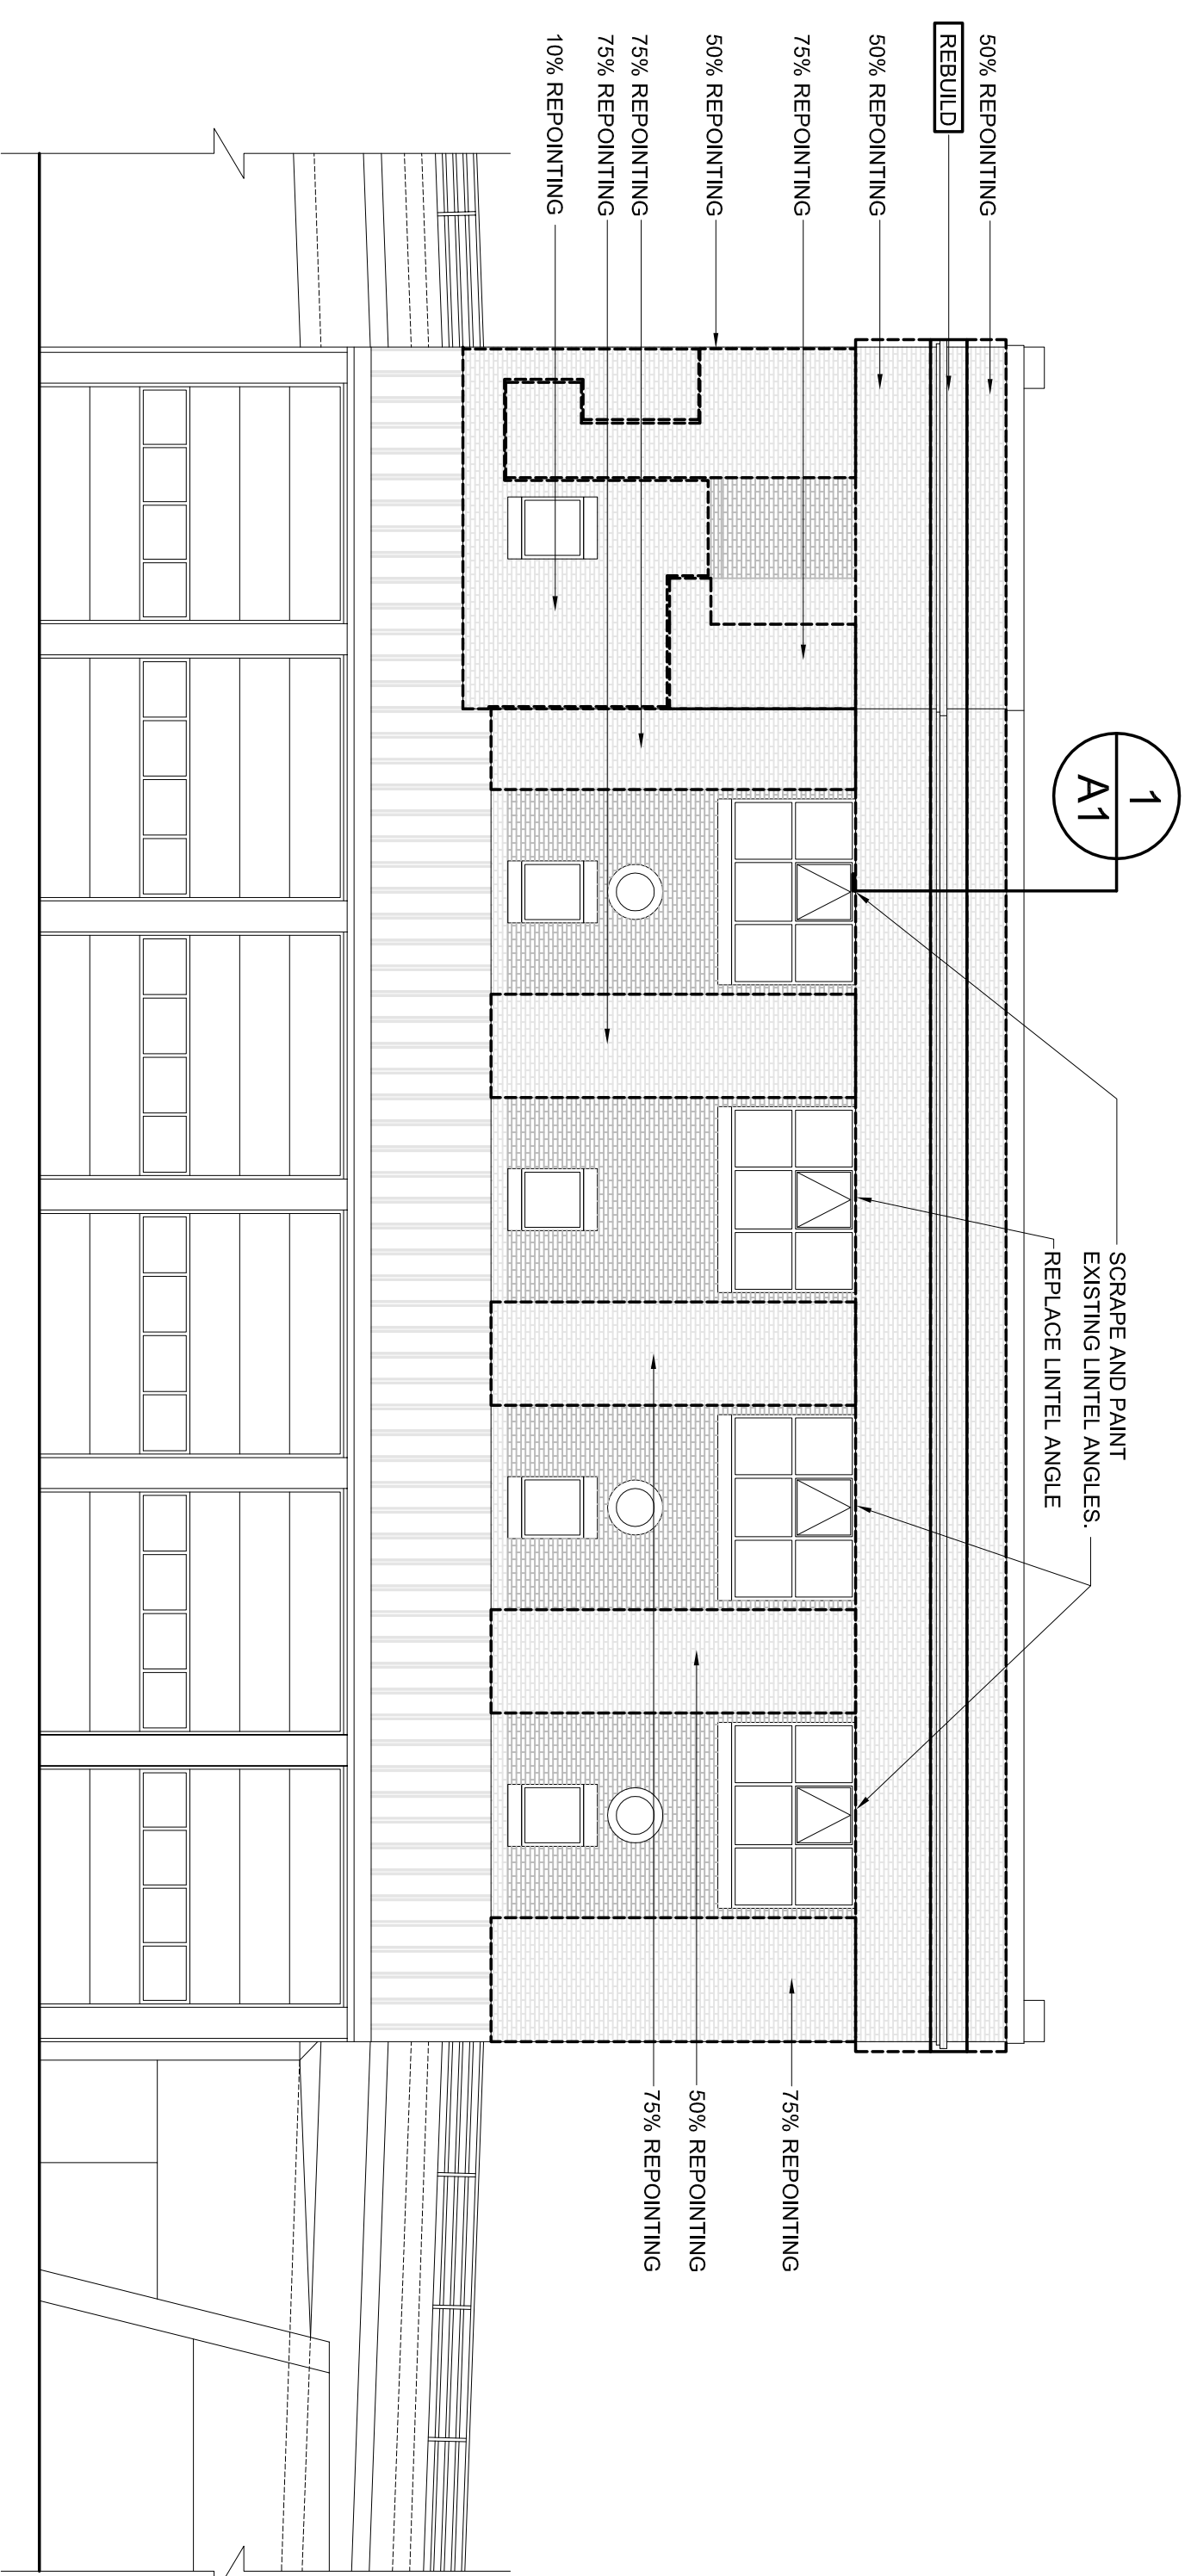 50% REPOINTING
REBUILD
50% REPOINTING
75% REPOINTING
50% REPOINTING
75% REPOINTING
75% REPOINTING
10% REPOINTING
1
A1
SCRAPE AND PAINT
EXISTING LINTEL ANGLES.
REPLACE LINTEL ANGLE
75% REPOINTING
50% REPOINTING
75% REPOINTING